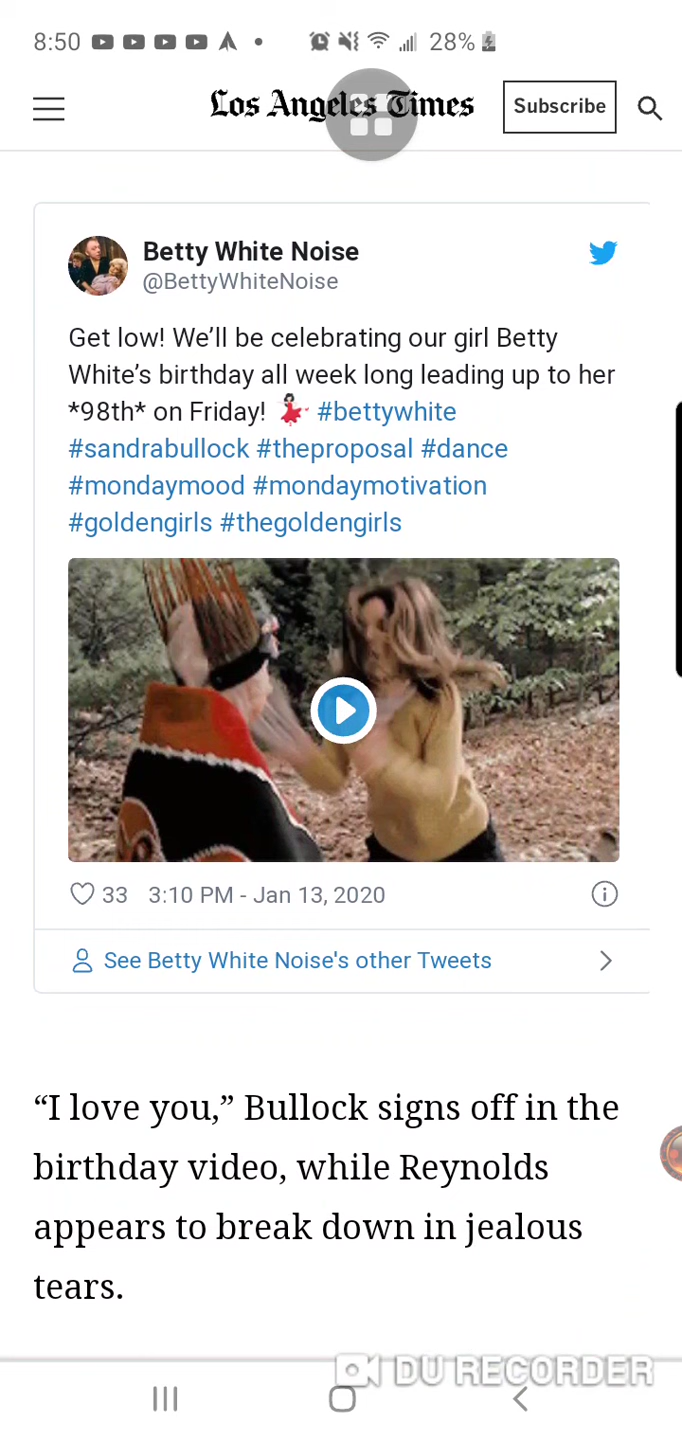 8:50 28%
Los Angeles Times Subscribe
Betty White Noise
@BettyWhiteNoise
Get low! We’ll be celebrating our girl Betty
White’s birthday all week long leading up to her
*98th* on Friday! 💃 #bettywhite
#sandrabullock #theproposal #dance
#mondaymood #mondaymotivation
#goldengirls #thegoldengirls
33 3:10 PM - Jan 13, 2020
See Betty White Noise's other Tweets
“I love you,” Bullock signs off in the
birthday video, while Reynolds
appears to break down in jealous
tears.
DU RECORDER